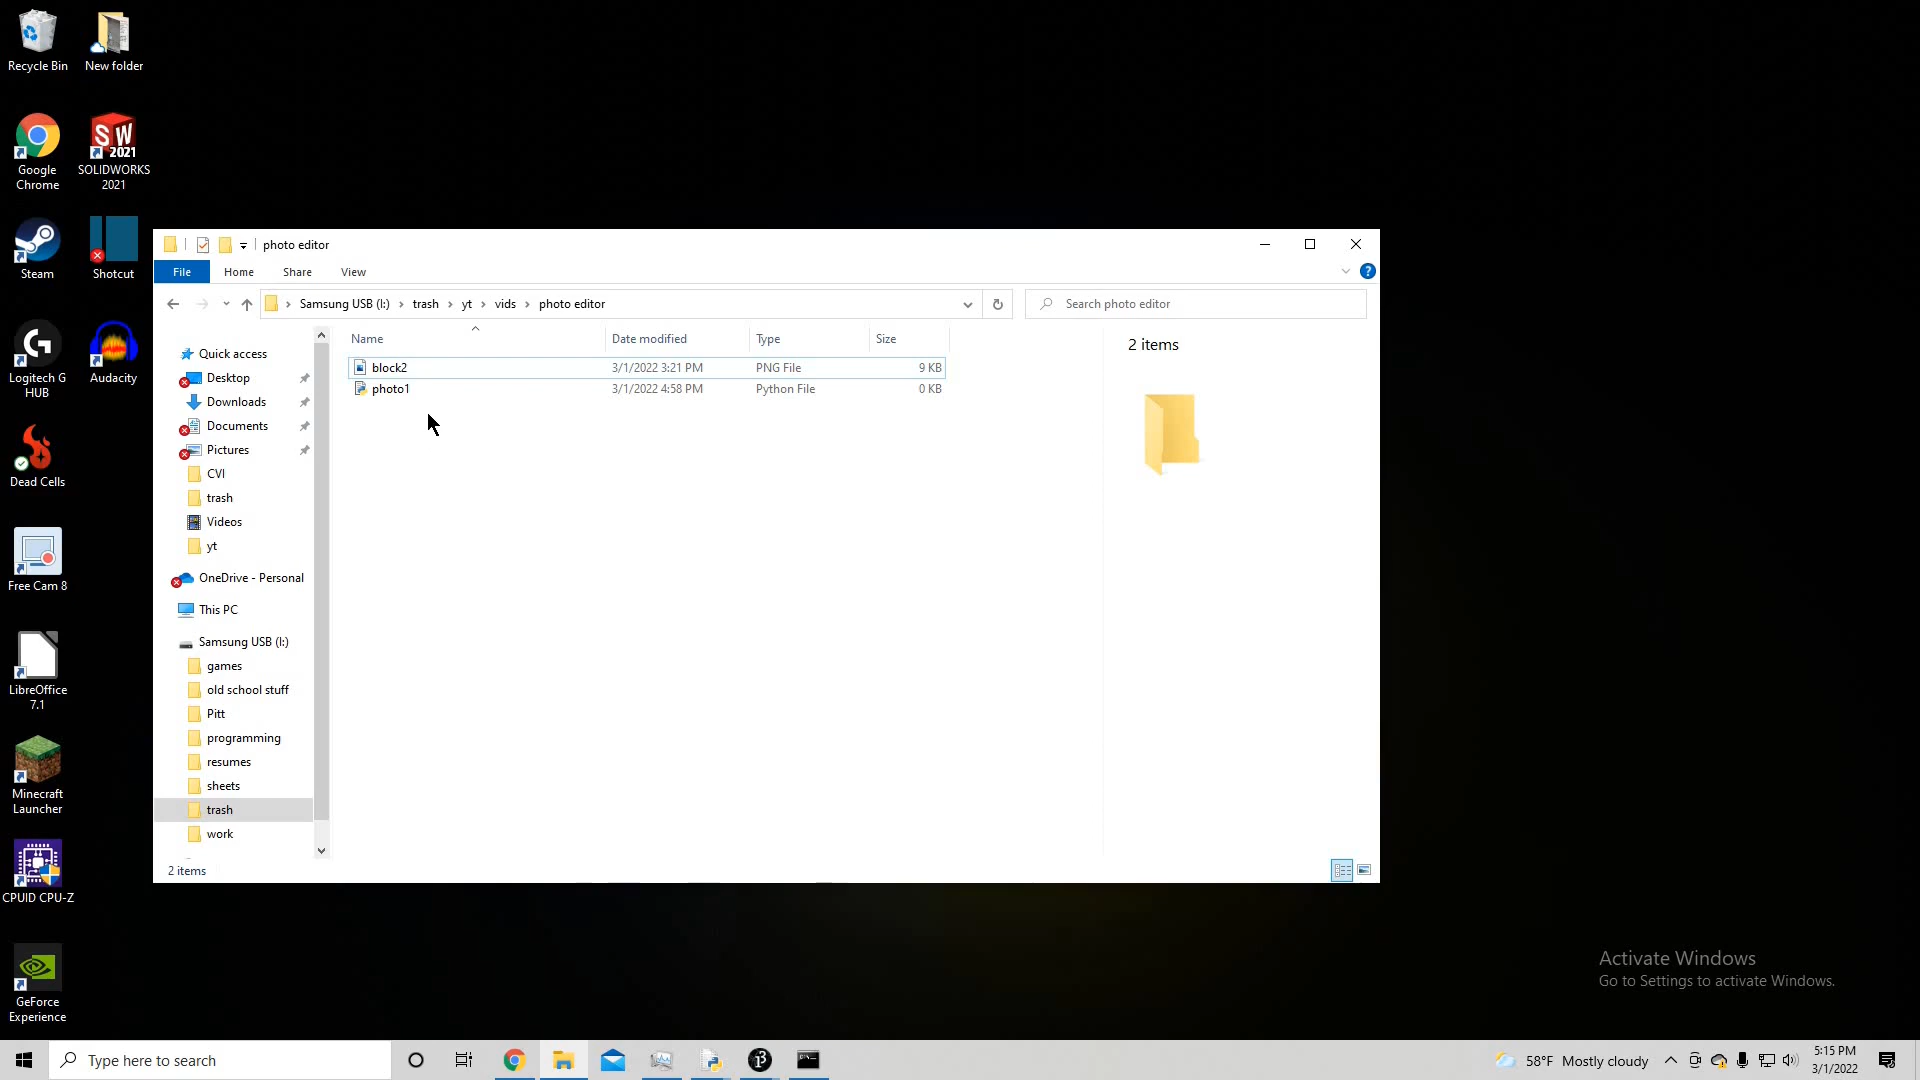 Recycle Bin
New folder
Google
Chrome
SW
2021
SOLIDWORKS
2021
Steam
Shotcut
Logitech G
HUB
Audacity
Dead Cells
Free Cam 8
LibreOffice
7.1
Minecraft
Launcher
CPUID CPU-Z
GeForce
Experience
photo editor
File
Home
Share
View
?
Samsung USB (I:)
trash
yt
vids
photo editor
Search photo editor
Quick access
Desktop
Downloads
Documents
Pictures
CVI
trash
Videos
yt
OneDrive - Personal
This PC
Samsung USB (I:)
games
old school stuff
Pitt
programming
resumes
sheets
trash
work
Name Date modified Type Size
block2 3/1/2022 3:21 PM PNG File 9 KB
photo1 3/1/2022 4:58 PM Python File 0 KB
2 items
2 items
Activate Windows
Go to Settings to activate Windows.
Type here to search
58°F Mostly cloudy
5:15 PM
3/1/2022